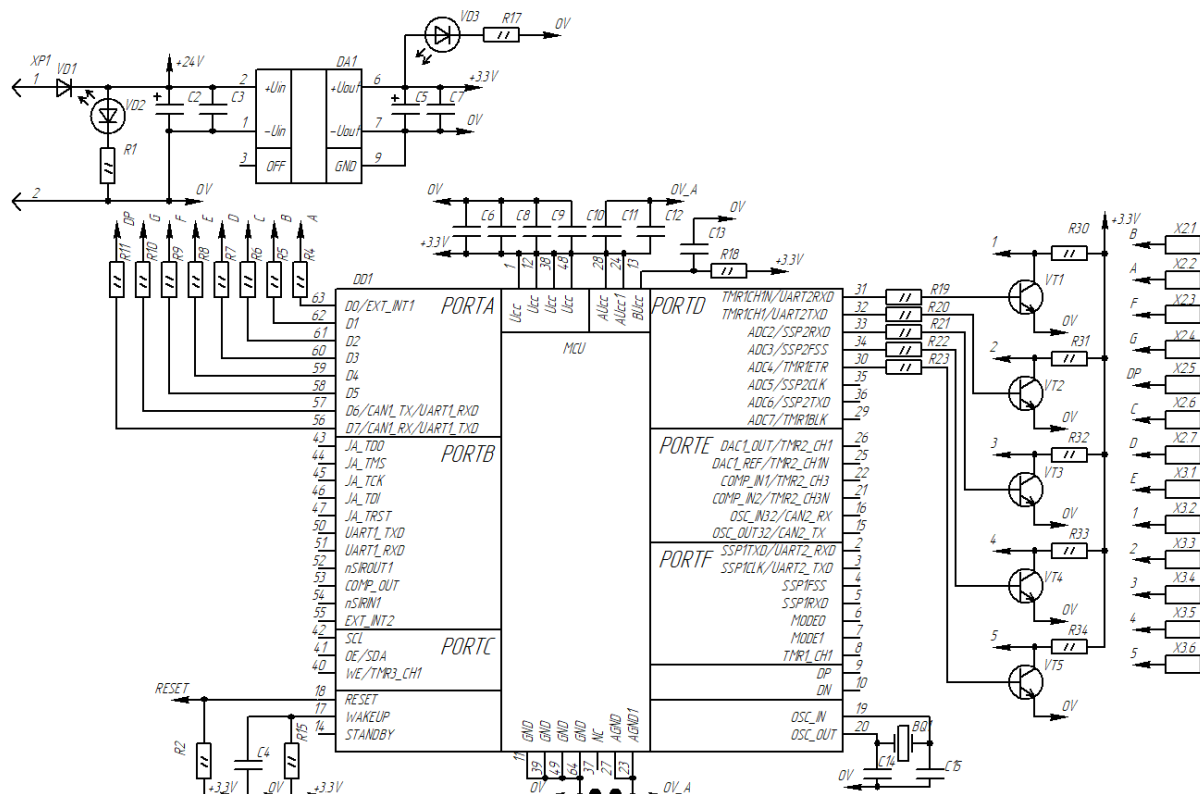 VD3 R17 0V
XP1
1 VD1 +24V DA1
2 +Uin +Uout 6 +3.3V
VD2 C2 C3 C5 C7
1 -Uin -Uout 7 0V
R1
3 OFF GND 9
2 0V
DP G F E D C B A
R11 R10 R9 R8 R7 R6 R5 R4
0V C6 C8 C9 C10 C11 C12 0V_A
+3.3V
C13 0V
R18 +3.3V
1 12 38 48 28 24 13
DD1
PORTA
Ucc Ucc Ucc Ucc AUcc AUcc1 BUcc
MCU
63 D0/EXT_INT1
62 D1
61 D2
60 D3
59 D4
58 D5
57 D6/CAN1_TX/UART1_RXD
56 D7/CAN1_RX/UART1_TXD
PORTB
43 JA_TDO
44 JA_TMS
45 JA_TCK
46 JA_TDI
47 JA_TRST
50 UART1_TXD
51 UART1_RXD
52 nSIROUT1
53 COMP_OUT
54 nSIRIN1
55 EXT_INT2
PORTC
42 SCL
41 OE/SDA
40 WE/TMR3_CH1
RESET 18 RESET
17 WAKEUP
14 STANDBY
R2 C4 R15
+3.3V 0V +3.3V
GND GND GND GND NC AGND AGND1
11 39 49 64 37 27 23
0V 0V_A
PORTD
TMR1CH1N/UART2RXD 31 R19
TMR1CH1/UART2TXD 32 R20
ADC2/SSP2RXD 33 R21
ADC3/SSP2FSS 34 R22
ADC4/TMR1ETR 30 R23
ADC5/SSP2CLK 35
ADC6/SSP2TXD 36
ADC7/TMR1BLK 29
PORTE
DAC1_OUT/TMR2_CH1 26
DAC1_REF/TMR2_CH1N 25
COMP_IN1/TMR2_CH3 22
COMP_IN2/TMR2_CH3N 21
OSC_IN32/CAN2_RX 16
OSC_OUT32/CAN2_TX 15
PORTF
SSP1TXD/UART2_RXD 2
SSP1CLK/UART2_TXD 3
SSP1FSS 4
SSP1RXD 5
MODE0 6
MODE1 7
TMR1_CH1 8
DP 9
DN 10
OSC_IN 19
OSC_OUT 20
BQ1
C14 C15
0V
+3.3V
1 R30
VT1
0V
2 R31
VT2
0V
3 R32
VT3
0V
4 R33
VT4
0V
5 R34
VT5
0V
B X2.1
A X2.2
F X2.3
G X2.4
DP X2.5
C X2.6
D X2.7
E X3.1
1 X3.2
2 X3.3
3 X3.4
4 X3.5
5 X3.6